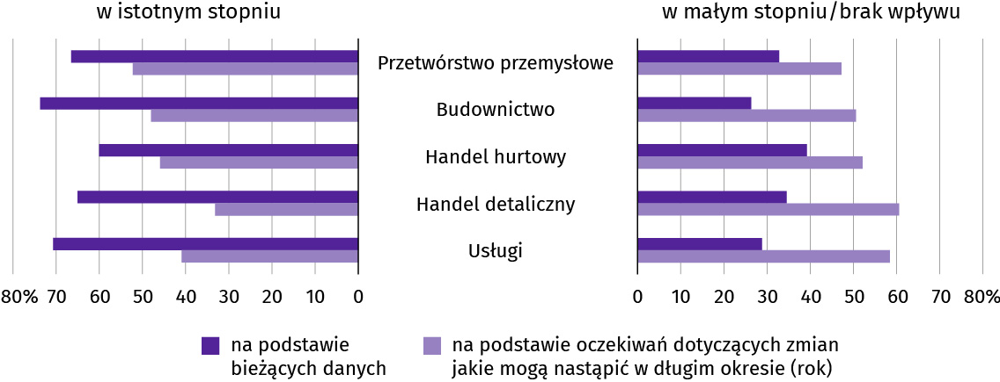 w istotnym stopniu
w małym stopniu/brak wpływu
Przetwórstwo przemysłowe
Budownictwo
Handel hurtowy
Handel detaliczny
Usługi
80% 70 60 50 40 30 20 10 0
0 10 20 30 40 50 60 70 80%
na podstawie
bieżących danych
na podstawie oczekiwań dotyczących zmian
jakie mogą nastąpić w długim okresie (rok)